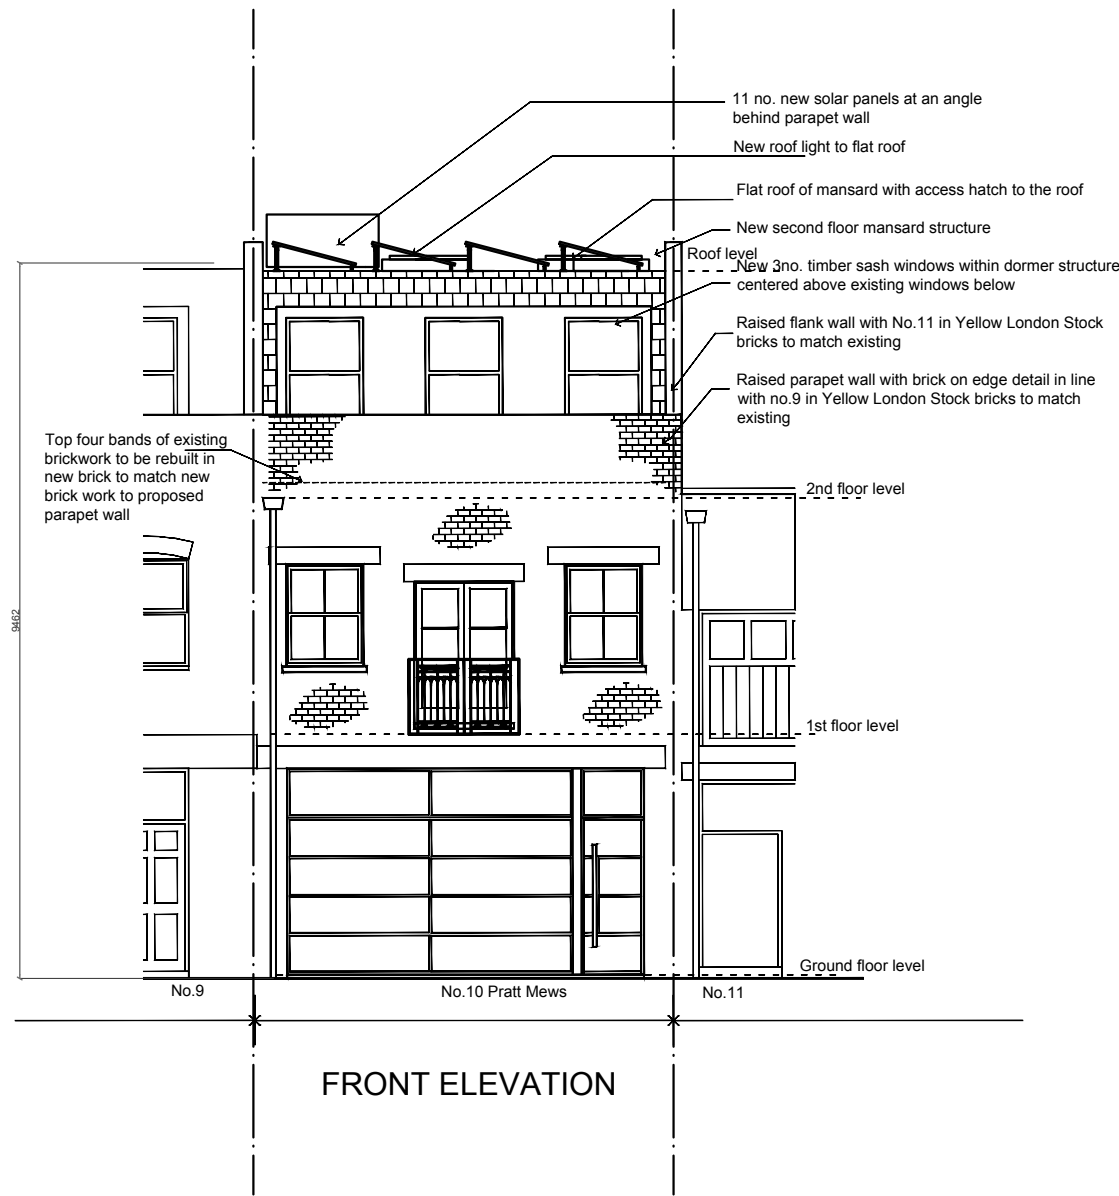 11 no. new solar panels at an angle
behind parapet wall
New roof light to flat roof
Flat roof of mansard with access hatch to the roof
New second floor mansard structure
Roof level
New 3no. timber sash windows within dormer structure
centered above existing windows below
Raised flank wall with No.11 in Yellow London Stock
bricks to match existing
Raised parapet wall with brick on edge detail in line
with no.9 in Yellow London Stock bricks to match
existing
Top four bands of existing
brickwork to be rebuilt in
new brick to match new
brick work to proposed
parapet wall
2nd floor level
9462
1st floor level
Ground floor level
No.9
No.10 Pratt Mews
No.11
FRONT ELEVATION